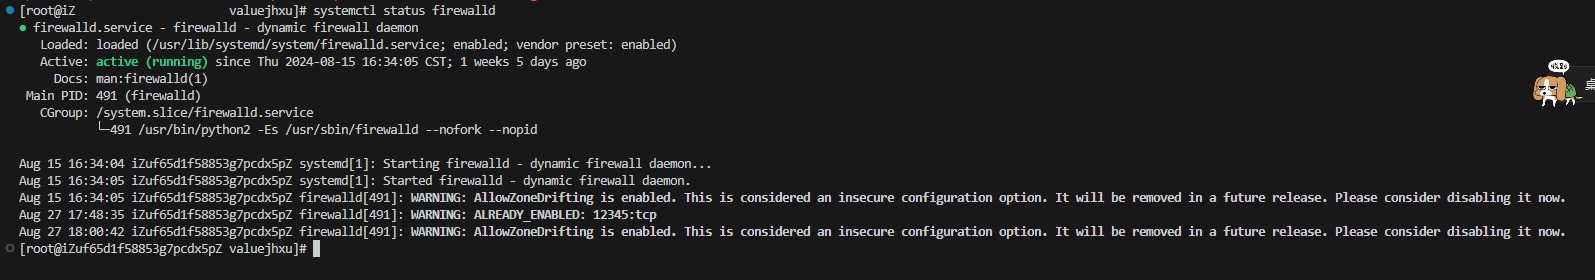 [root@iZ valuejhxu]# systemctl status firewalld
● firewalld.service - firewalld - dynamic firewall daemon
Loaded: loaded (/usr/lib/systemd/system/firewalld.service; enabled; vendor preset: enabled)
Active: active (running) since Thu 2024-08-15 16:34:05 CST; 1 weeks 5 days ago
Docs: man:firewalld(1)
Main PID: 491 (firewalld)
CGroup: /system.slice/firewalld.service
└─491 /usr/bin/python2 -Es /usr/sbin/firewalld --nofork --nopid
Aug 15 16:34:04 iZuf65d1f58853g7pcdx5pZ systemd[1]: Starting firewalld - dynamic firewall daemon...
Aug 15 16:34:05 iZuf65d1f58853g7pcdx5pZ systemd[1]: Started firewalld - dynamic firewall daemon.
Aug 15 16:34:05 iZuf65d1f58853g7pcdx5pZ firewalld[491]: WARNING: AllowZoneDrifting is enabled. This is considered an insecure configuration option. It will be removed in a future release. Please consider disabling it now.
Aug 27 17:48:35 iZuf65d1f58853g7pcdx5pZ firewalld[491]: WARNING: ALREADY_ENABLED: 12345:tcp
Aug 27 18:00:42 iZuf65d1f58853g7pcdx5pZ firewalld[491]: WARNING: AllowZoneDrifting is enabled. This is considered an insecure configuration option. It will be removed in a future release. Please consider disabling it now.
[root@iZuf65d1f58853g7pcdx5pZ valuejhxu]#